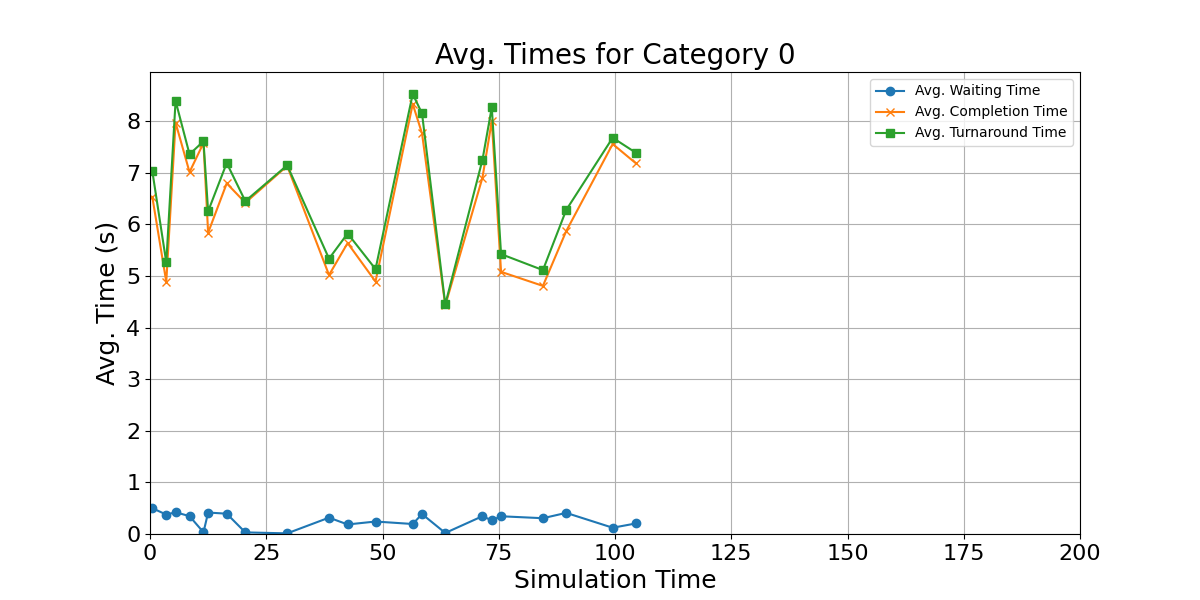 Avg. Times for Category 0
Avg. Waiting Time
Avg. Completion Time
Avg. Turnaround Time
Avg. Time (s)
8
7
6
5
4
3
2
1
0
0 25 50 75 100 125 150 175 200
Simulation Time